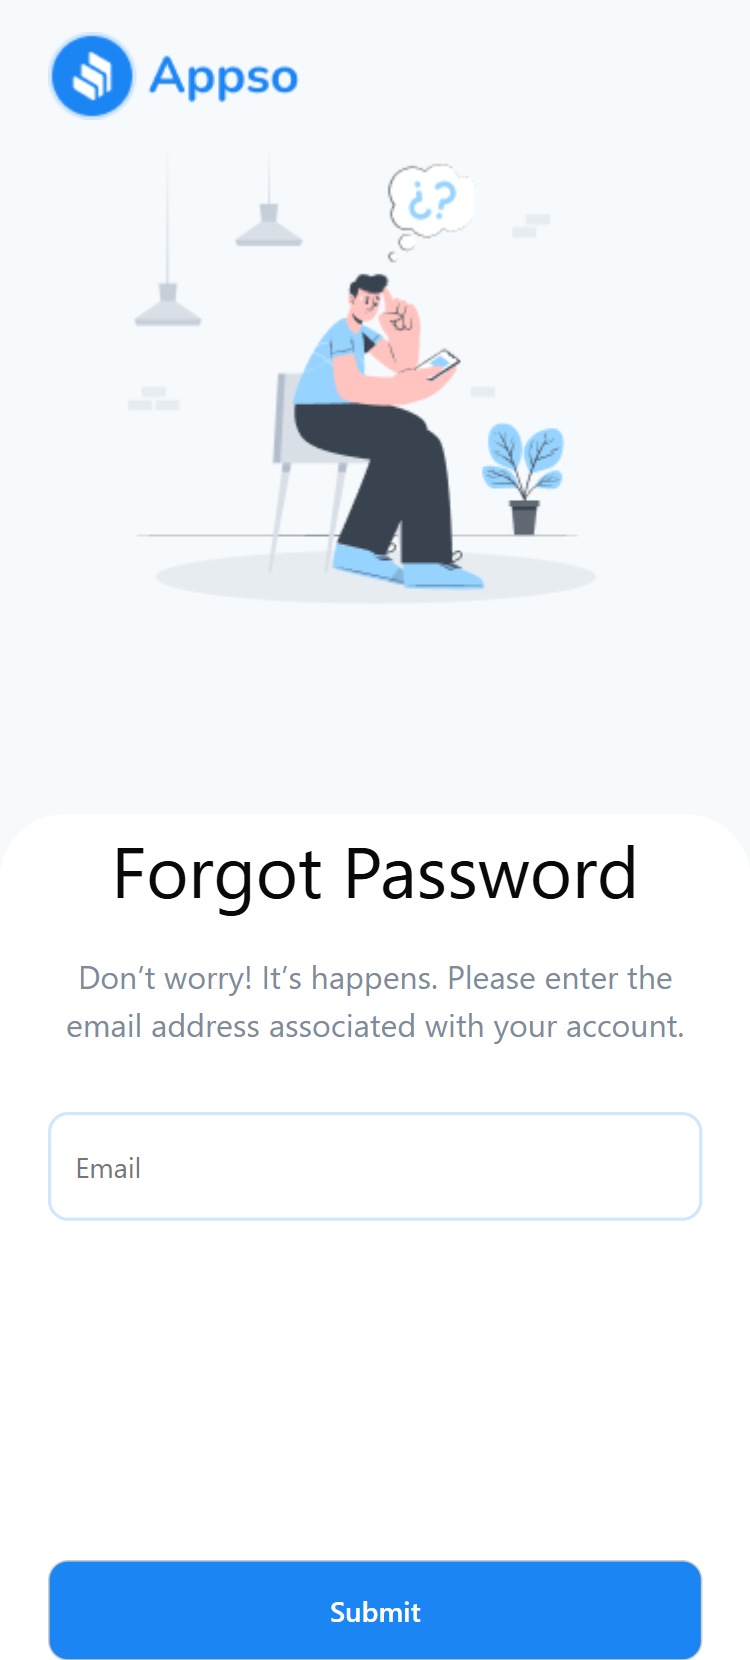 Appso
¿?
Forgot Password
Don’t worry! It’s happens. Please enter the
email address associated with your account.
Email
Submit